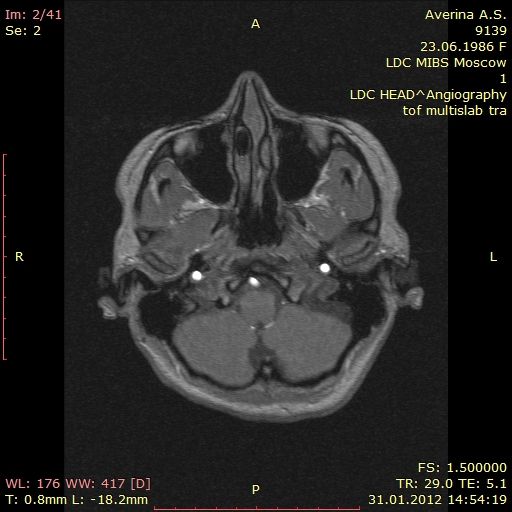 Im: 2/41
Se: 2
A
Averina A.S.
9139
23.06.1986 F
LDC MIBS Moscow
1
LDC HEAD^Angiography
tof multislab tra
R
L
WL: 176 WW: 417 [D]
T: 0.8mm L: -18.2mm
P
FS: 1.500000
TR: 29.0 TE: 5.1
31.01.2012 14:54:19